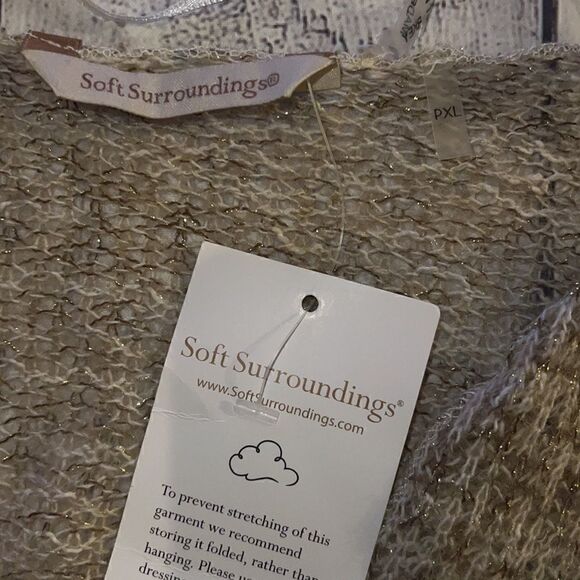 Soft Surroundings®
PXL
Soft Surroundings®
www.SoftSurroundings.com
To prevent stretching of this
garment we recommend
storing it folded, rather than
hanging. Please